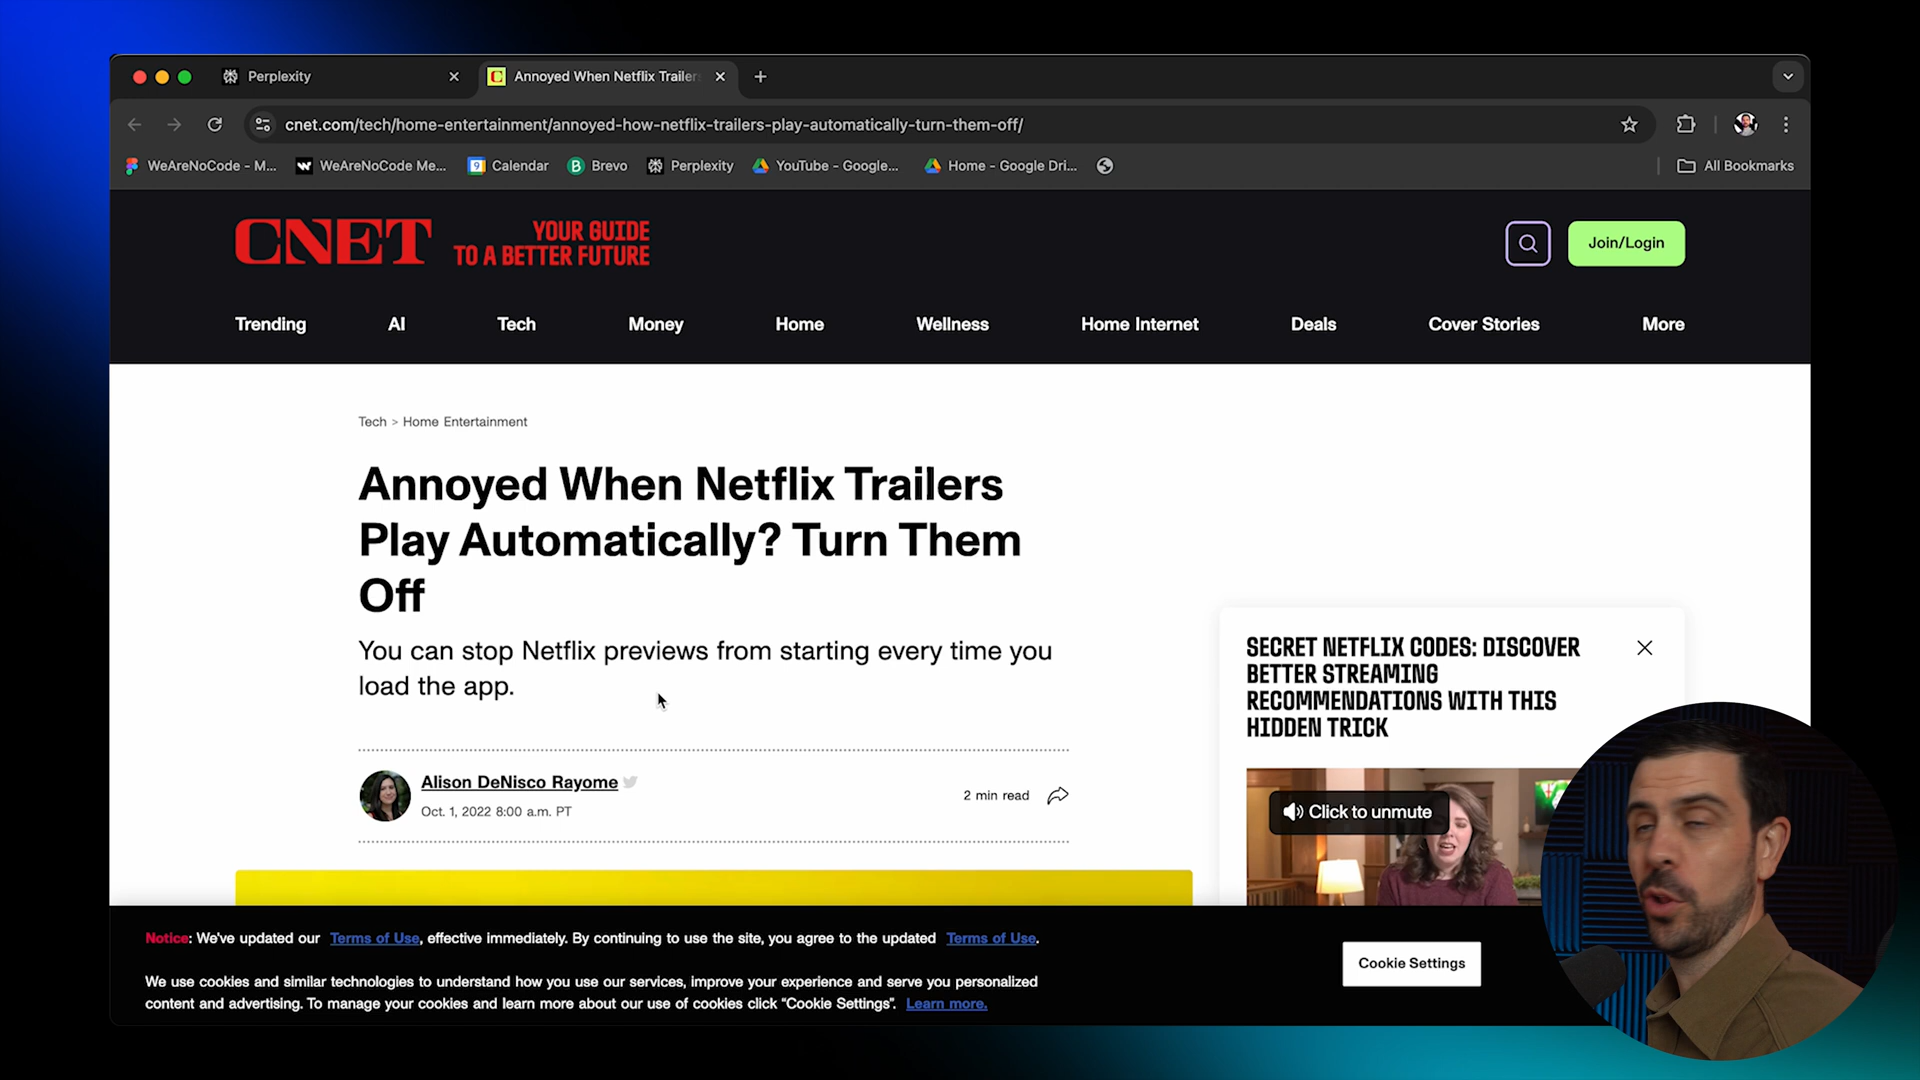 Perplexity
Annoyed When Netflix Trailer
cnet.com/tech/home-entertainment/annoyed-how-netflix-trailers-play-automatically-turn-them-off/
WeAreNoCode - M...
WeAreNoCode Me...
9
Calendar
B
Brevo
Perplexity
YouTube - Google...
Home - Google Dri...
All Bookmarks
CNET
YOUR GUIDE
TO A BETTER FUTURE
Join/Login
Trending
AI
Tech
Money
Home
Wellness
Home Internet
Deals
Cover Stories
More
Tech > Home Entertainment
Annoyed When Netflix Trailers
Play Automatically? Turn Them
Off
You can stop Netflix previews from starting every time you
load the app.
Alison DeNisco Rayome
Oct. 1, 2022 8:00 a.m. PT
2 min read
SECRET NETFLIX CODES: DISCOVER
BETTER STREAMING
RECOMMENDATIONS WITH THIS
HIDDEN TRICK
Click to unmute
Notice: We've updated our Terms of Use, effective immediately. By continuing to use the site, you agree to the updated Terms of Use.
We use cookies and similar technologies to understand how you use our services, improve your experience and serve you personalized
content and advertising. To manage your cookies and learn more about our use of cookies click “Cookie Settings”. Learn more.
Cookie Settings